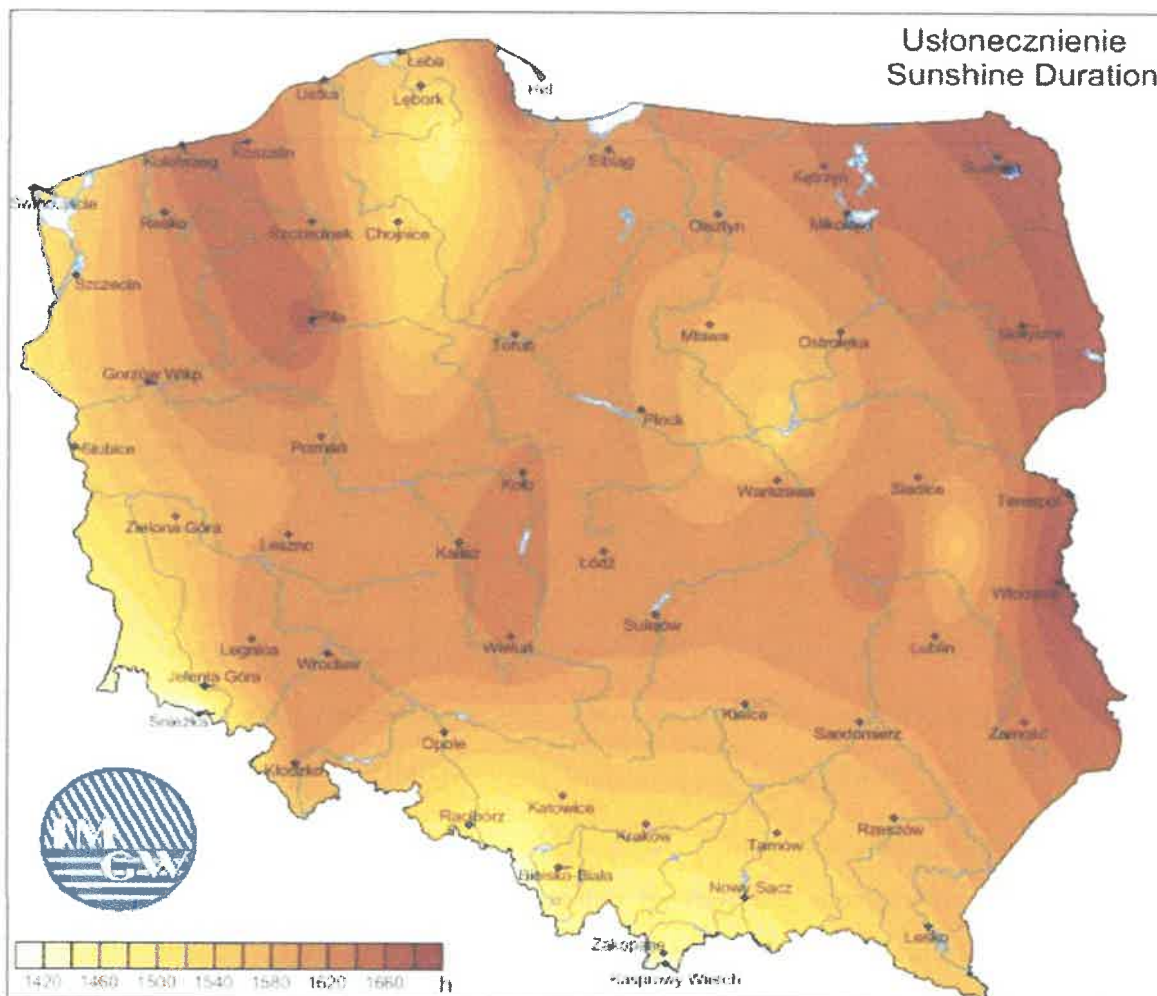 Usłonecznienie
Sunshine Duration
Łeba
Ustka
Hel
Lębork
Koszalin
Kołobrzeg
Elbląg
Suwałki
Kętrzyn
Świnoujście
Resko
Szczecinek
Chojnice
Olsztyn
Mikołajki
Szczecin
Piła
Toruń
Mława
Ostrołęka
Białystok
Gorzów Wlkp.
Płock
Słubice
Poznań
Koło
Warszawa
Siedlce
Terespol
Zielona Góra
Leszno
Kalisz
Łódź
Włodawa
Sulejów
Legnica
Wrocław
Wieluń
Lublin
Jelenia Góra
Śnieżka
Kielce
Opole
Sandomierz
Zamość
Kłodzko
Katowice
Racibórz
Kraków
Tarnów
Rzeszów
IM
GW
Bielsko-Biała
Nowy Sącz
Lesko
Zakopane
Kasprowy Wierch
1420 1460 1500 1540 1580 1620 1660 h